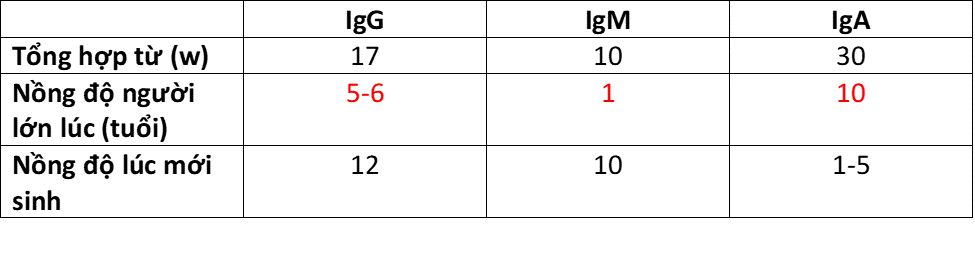 IgG IgM IgA
Tổng hợp từ (w) 17 10 30
Nồng độ người 5-6 1 10
lớn lúc (tuổi)
Nồng độ lúc mới 12 10 1-5
sinh